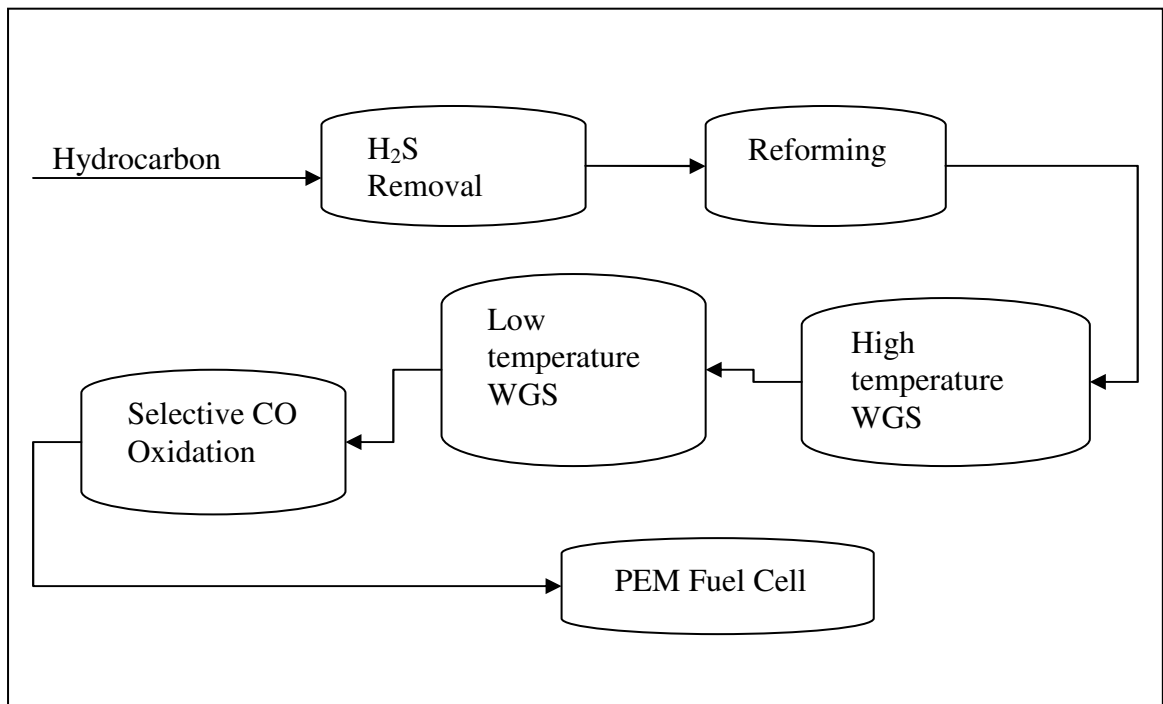 Hydrocarbon
H₂S
Removal
Reforming
High
temperature
WGS
Low
temperature
WGS
Selective CO
Oxidation
PEM Fuel Cell